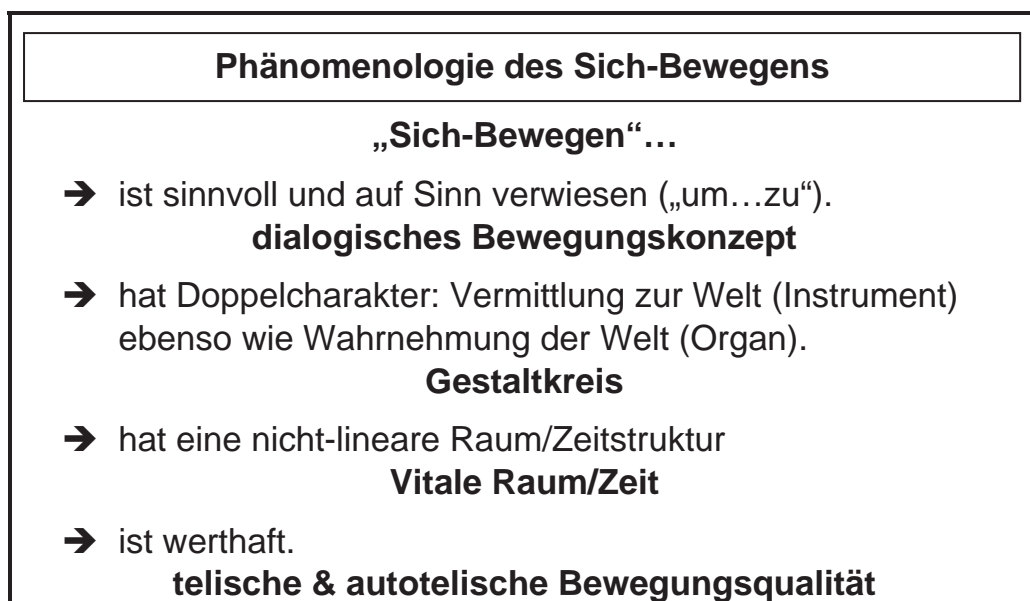 Phänomenologie des Sich-Bewegens
„Sich-Bewegen“…
➔ ist sinnvoll und auf Sinn verwiesen („um…zu“).
dialogisches Bewegungskonzept
➔ hat Doppelcharakter: Vermittlung zur Welt (Instrument)
ebenso wie Wahrnehmung der Welt (Organ).
Gestaltkreis
➔ hat eine nicht-lineare Raum/Zeitstruktur
Vitale Raum/Zeit
➔ ist werthaft.
telische & autotelische Bewegungsqualität